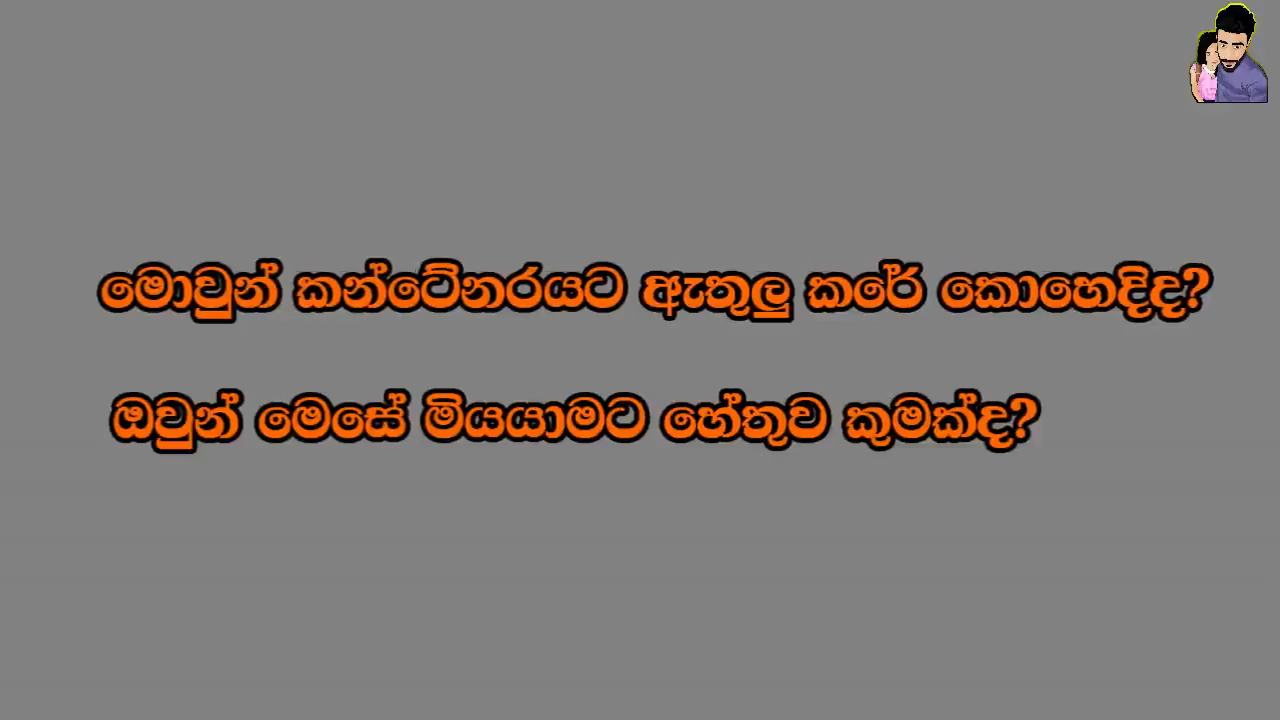 මොවුන් කන්ටේනරයට ඇතුලු කරේ කොහෙදිද?
ඔවුන් මෙසේ මියයාමට හේතුව කුමක්ද?